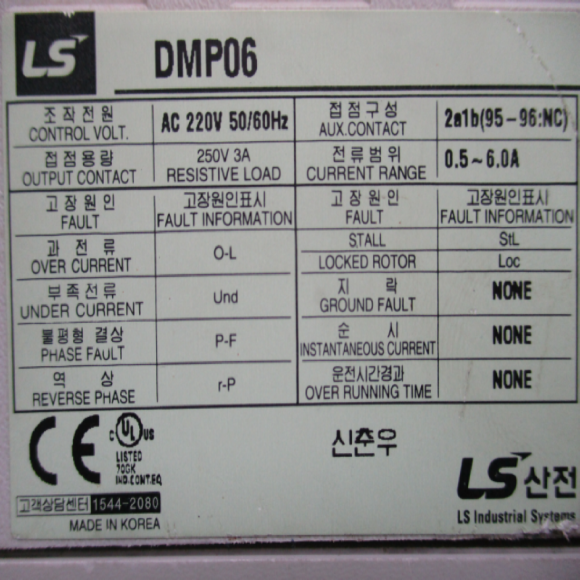 LS DMP06
조작전원 CONTROL VOLT. AC 220V 50/60Hz 접점구성 AUX.CONTACT 2a1b(95-96:NC)
접점용량 OUTPUT CONTACT 250V 3A RESISTIVE LOAD 전류범위 CURRENT RANGE 0.5~6.0A
고장원인 FAULT 고장원인표시 FAULT INFORMATION 고장원인 FAULT 고장원인표시 FAULT INFORMATION
과전류 OVER CURRENT O-L STALL StL
LOCKED ROTOR Loc
부족전류 UNDER CURRENT Und 지락 GROUND FAULT NONE
불평형 결상 PHASE FAULT P-F 순시 INSTANTANEOUS CURRENT NONE
역상 REVERSE PHASE r-P 운전시간경과 OVER RUNNING TIME NONE
CE c UL US
LISTED
70GK
IND.CONT.EQ
신춘우
고객상담센터 1544-2080
MADE IN KOREA
LS산전
LS Industrial Systems